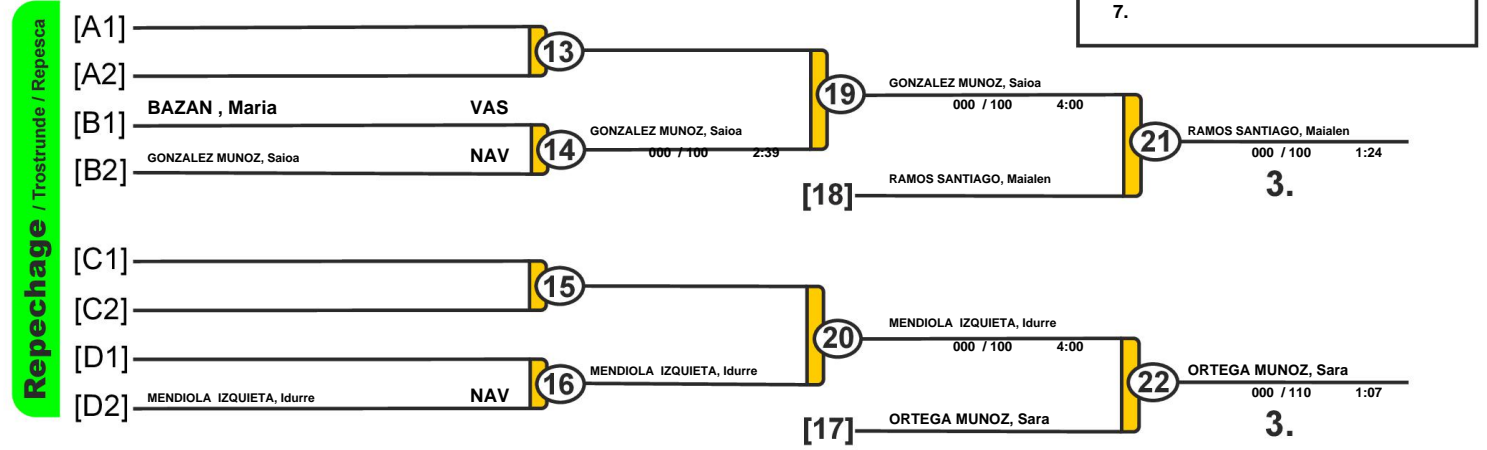 7.
Repechage / Trostrunde / Repesca
[A1]
13
[A2]
19
GONZALEZ MUNOZ, Saioa
000 / 100 4:00
[B1] BAZAN , Maria VAS
14
GONZALEZ MUNOZ, Saioa
000 / 100 2:39
[B2] GONZALEZ MUNOZ, Saioa NAV
21
RAMOS SANTIAGO, Maialen
000 / 100 1:24
3.
[18] RAMOS SANTIAGO, Maialen
[C1]
15
[C2]
20
MENDIOLA IZQUIETA, Idurre
000 / 100 4:00
[D1]
16
MENDIOLA IZQUIETA, Idurre
[D2] MENDIOLA IZQUIETA, Idurre NAV
22
ORTEGA MUNOZ, Sara
000 / 110 1:07
3.
[17] ORTEGA MUNOZ, Sara